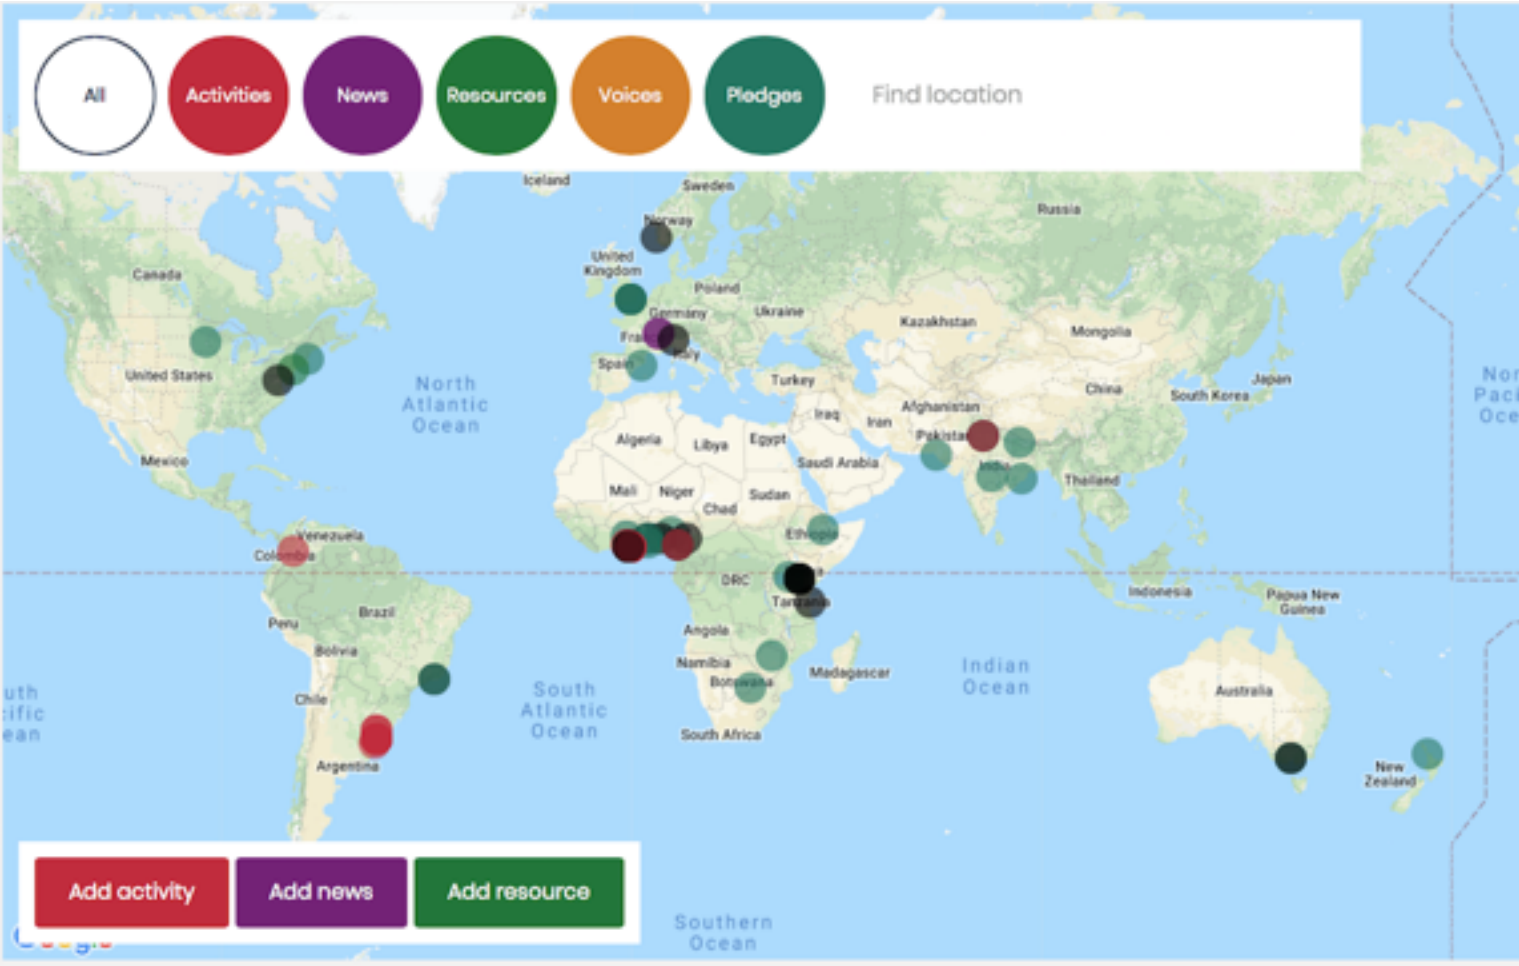 All
Activities
News
Resources
Voices
Pledges
Find location
Iceland
Sweden
Norway
Russia
United
Kingdom
Canada
Poland
Germany
Ukraine
Kazakhstan
Mongolia
Italy
Spain
United States
North
Atlantic
Ocean
Turkey
China
South Korea
Japan
Afghanistan
Iraq
Iran
Pakistan
Algeria
Libya
Egypt
Saudi Arabia
India
Thailand
Mexico
Mali
Niger
Chad
Sudan
Ethiopia
Venezuela
Colombia
DRC
Tanzania
Indonesia
Papua New
Guinea
Brazil
Peru
Bolivia
Angola
Namibia
Botswana
Madagascar
Indian
Ocean
Australia
Chile
South
Atlantic
Ocean
South Africa
Argentina
New
Zealand
Add activity
Add news
Add resource
Southern
Ocean